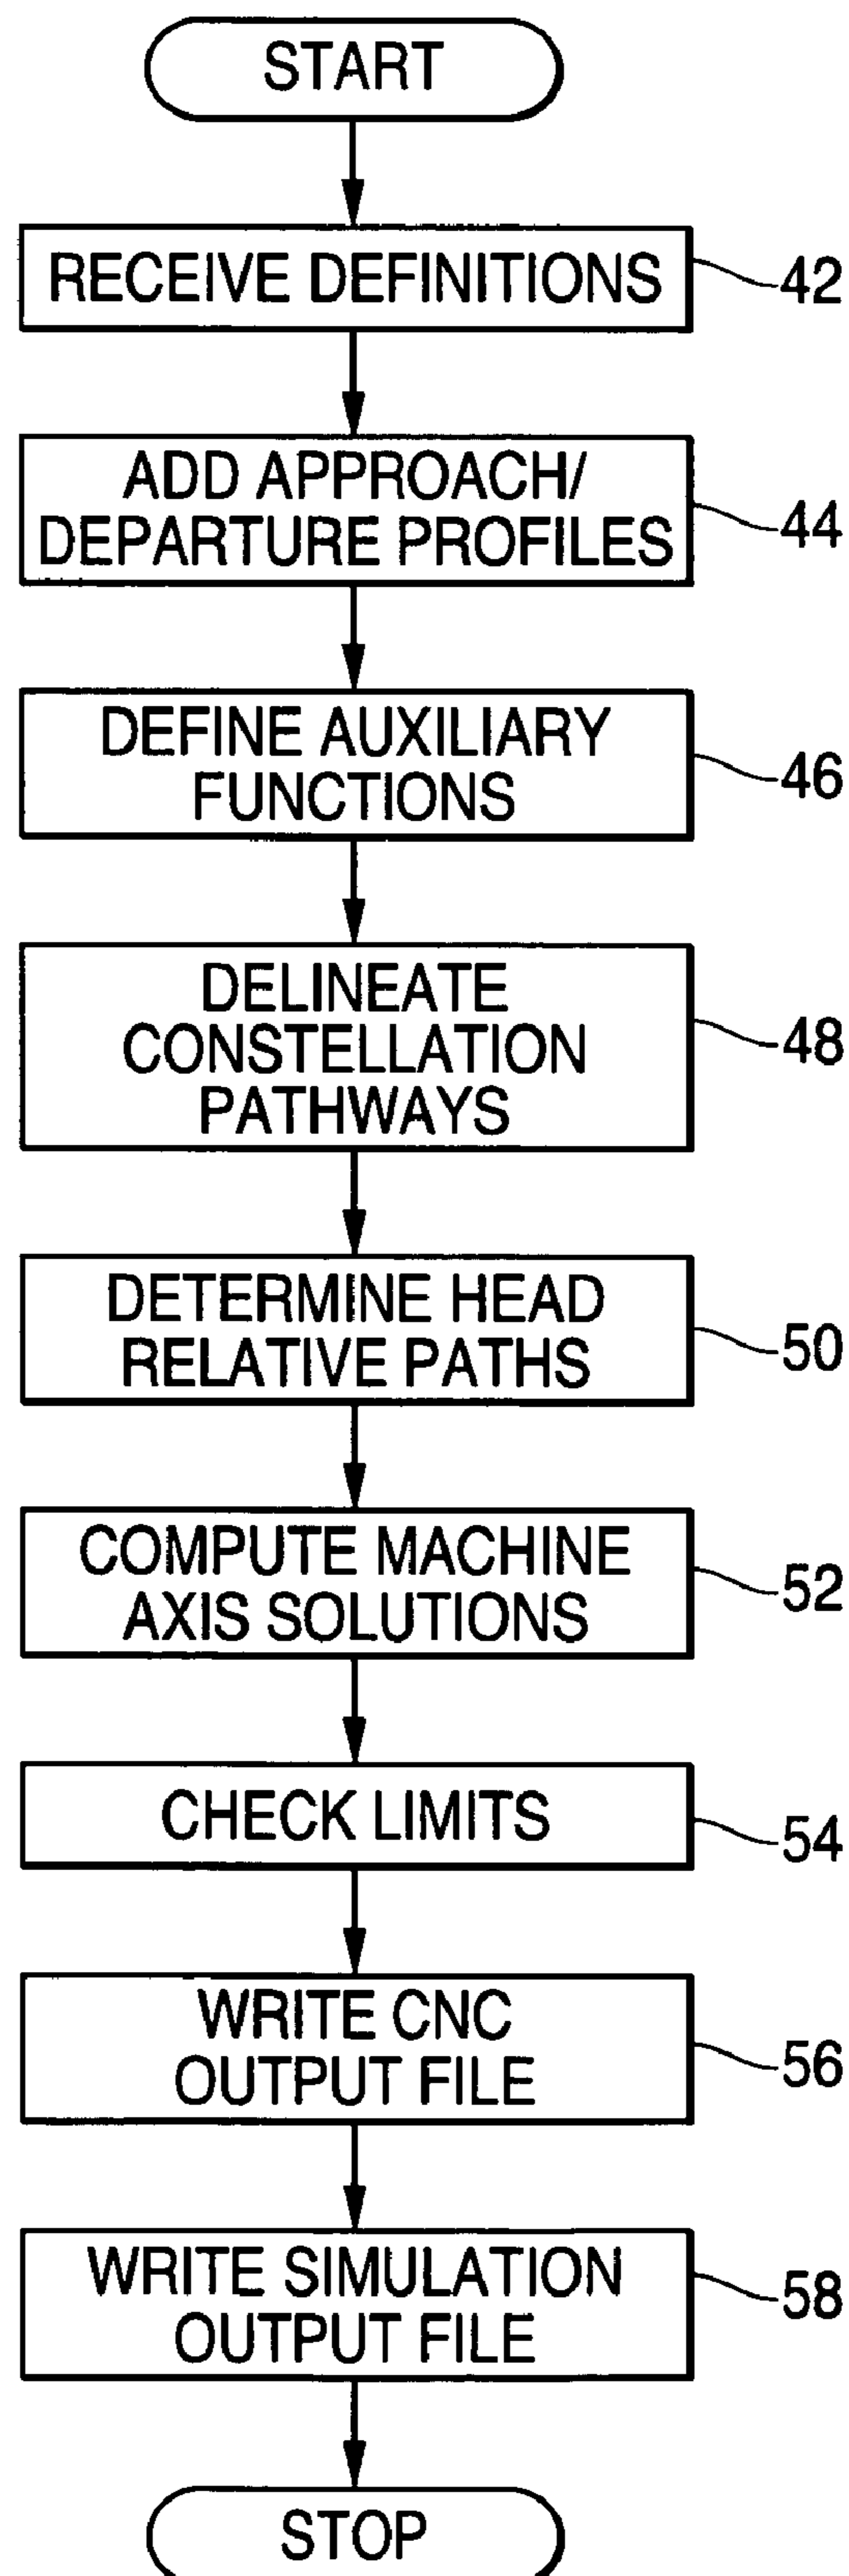 START
RECEIVE DEFINITIONS
42
ADD APPROACH/
DEPARTURE PROFILES
44
DEFINE AUXILIARY
FUNCTIONS
46
DELINEATE
CONSTELLATION
PATHWAYS
48
DETERMINE HEAD
RELATIVE PATHS
50
COMPUTE MACHINE
AXIS SOLUTIONS
52
CHECK LIMITS
54
WRITE CNC
OUTPUT FILE
56
WRITE SIMULATION
OUTPUT FILE
58
STOP